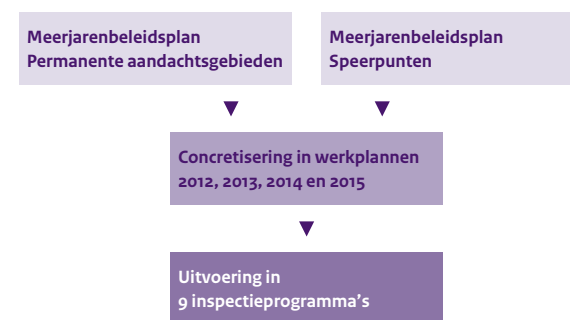 Meerjarenbeleidsplan
Permanente aandachtsgebieden
Meerjarenbeleidsplan
Speerpunten
Concretisering in werkplannen
2012, 2013, 2014 en 2015
Uitvoering in
9 inspectieprogramma's